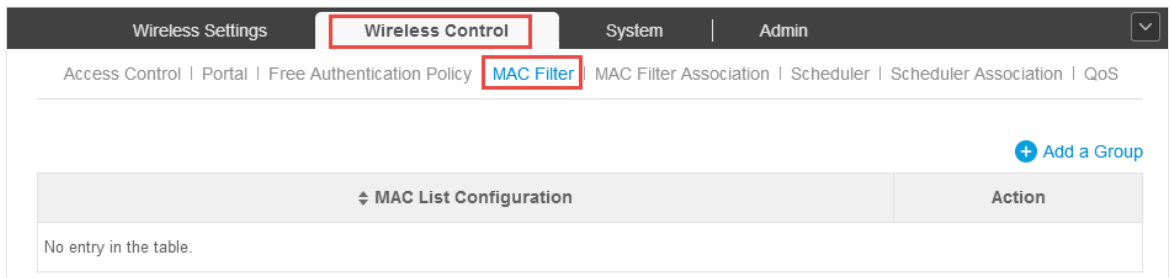 Wireless Settings Wireless Control System | Admin
Access Control | Portal | Free Authentication Policy | MAC Filter | MAC Filter Association | Scheduler | Scheduler Association | QoS
Add a Group
MAC List Configuration Action
No entry in the table.